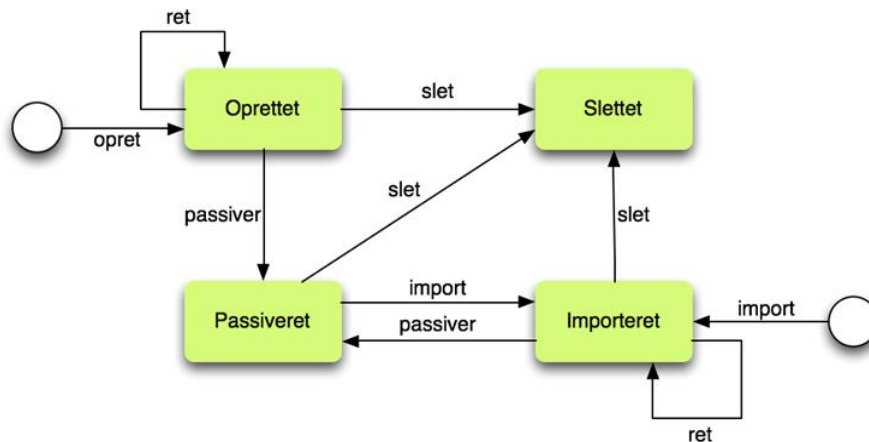 ret
Oprettet
slet
Slettet
opret
slet
passiver
slet
Passiveret
import
passiver
Importeret
import
ret